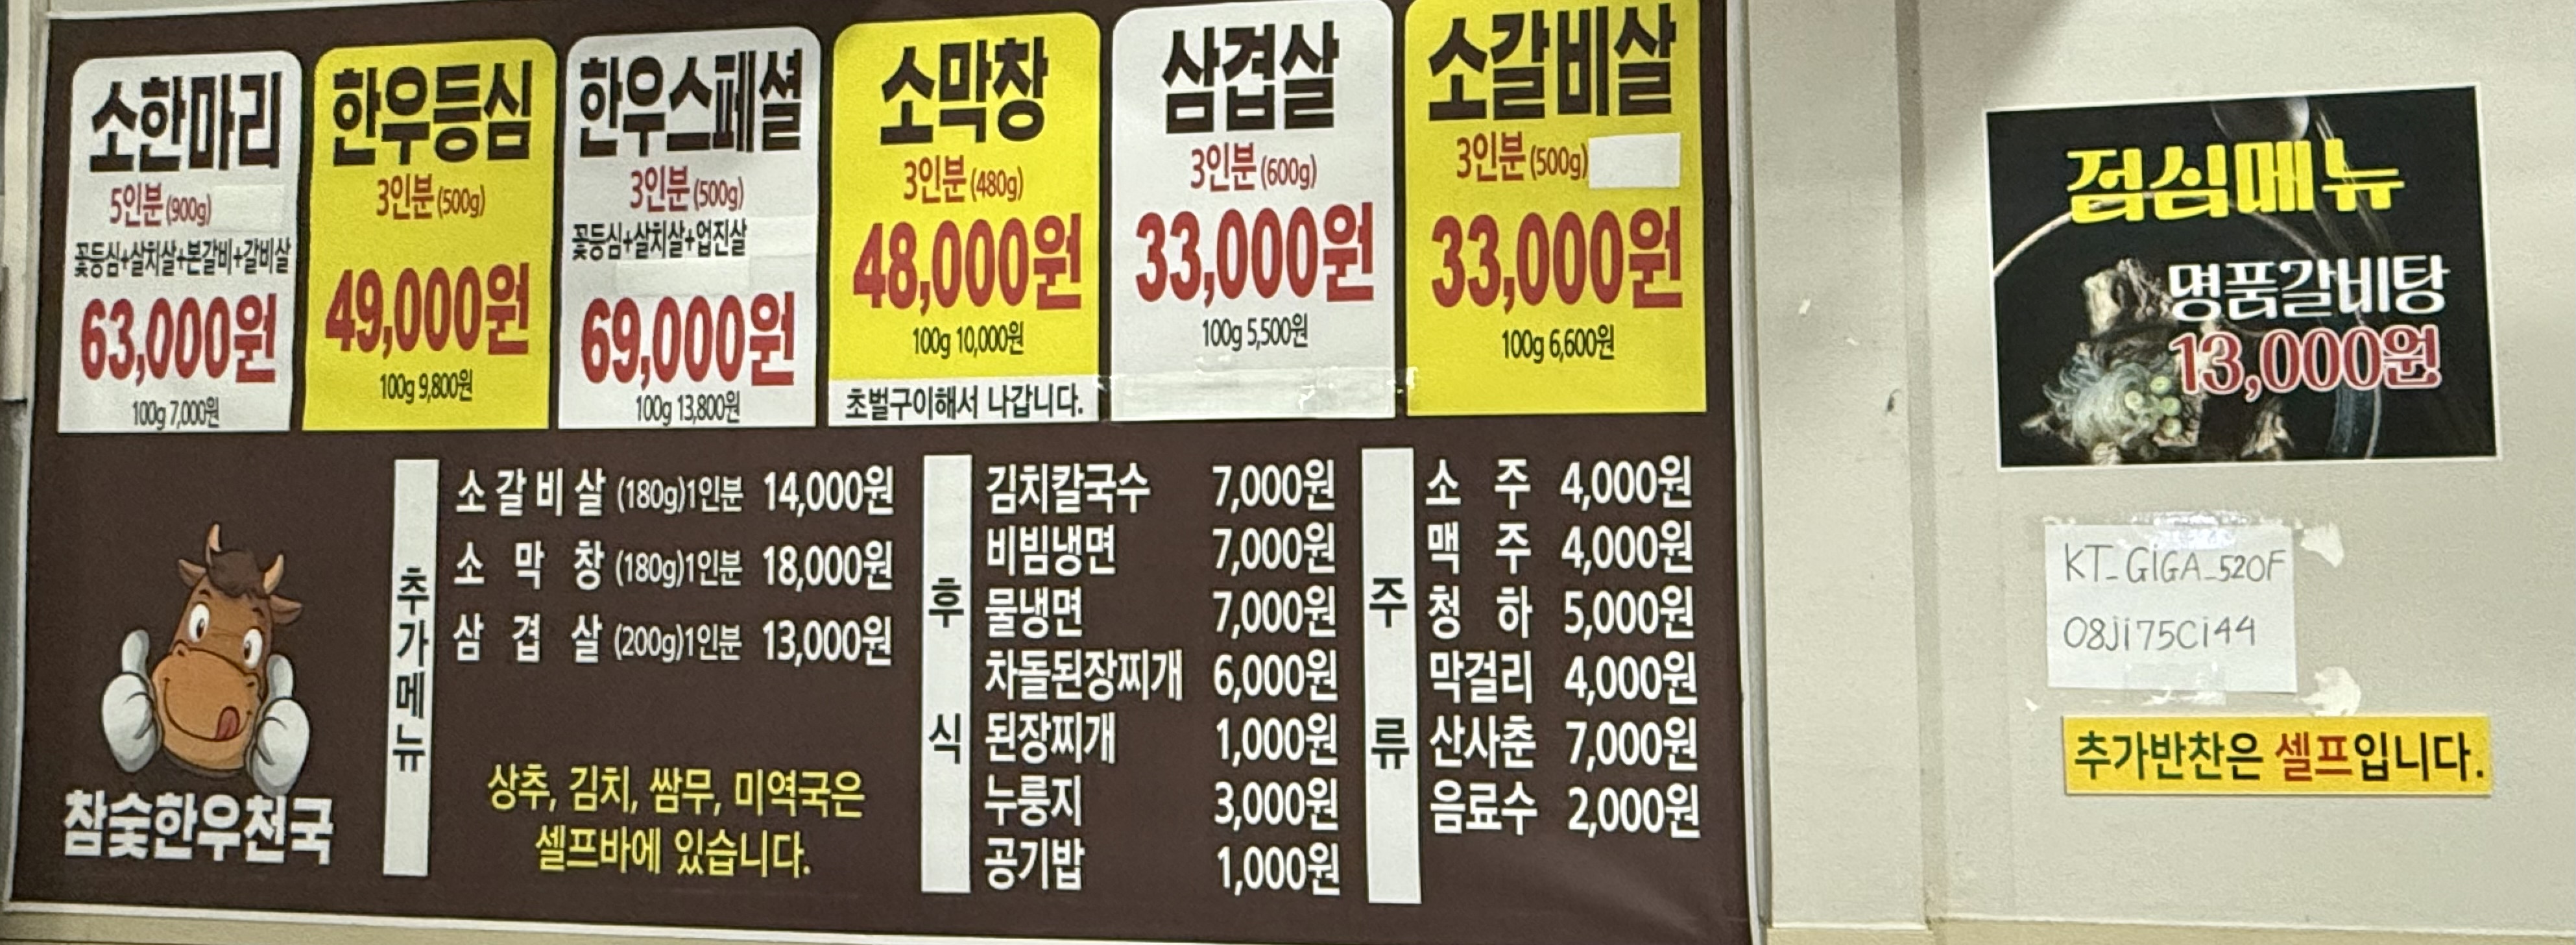 소한마리
5인분(900g)
꽃등심+살치살+본갈비+갈비살
63,000원
100g 7,000원
한우등심
3인분(500g)
49,000원
100g 9,800원
한우스페셜
3인분(500g)
꽃등심+살치살+업진살
69,000원
100g 13,800원
소막창
3인분(480g)
48,000원
100g 10,000원
초벌구이해서 나갑니다.
삼겹살
3인분(600g)
33,000원
100g 5,500원
소갈비살
3인분(500g)
33,000원
100g 6,600원
참숯한우천국
추가메뉴
소갈비살 (180g)1인분 14,000원
소막창 (180g)1인분 18,000원
삼겹살 (200g)1인분 13,000원
상추, 김치, 쌈무, 미역국은
셀프바에 있습니다.
후식
김치칼국수 7,000원
비빔냉면 7,000원
물냉면 7,000원
차돌된장찌개 6,000원
된장찌개 1,000원
누룽지 3,000원
공기밥 1,000원
주류
소주 4,000원
맥주 4,000원
청하 5,000원
막걸리 4,000원
산사춘 7,000원
음료수 2,000원
점심메뉴
명품갈비탕
13,000원
KT_GiGA_520F
08Ji75Ci44
추가반찬은 셀프입니다.